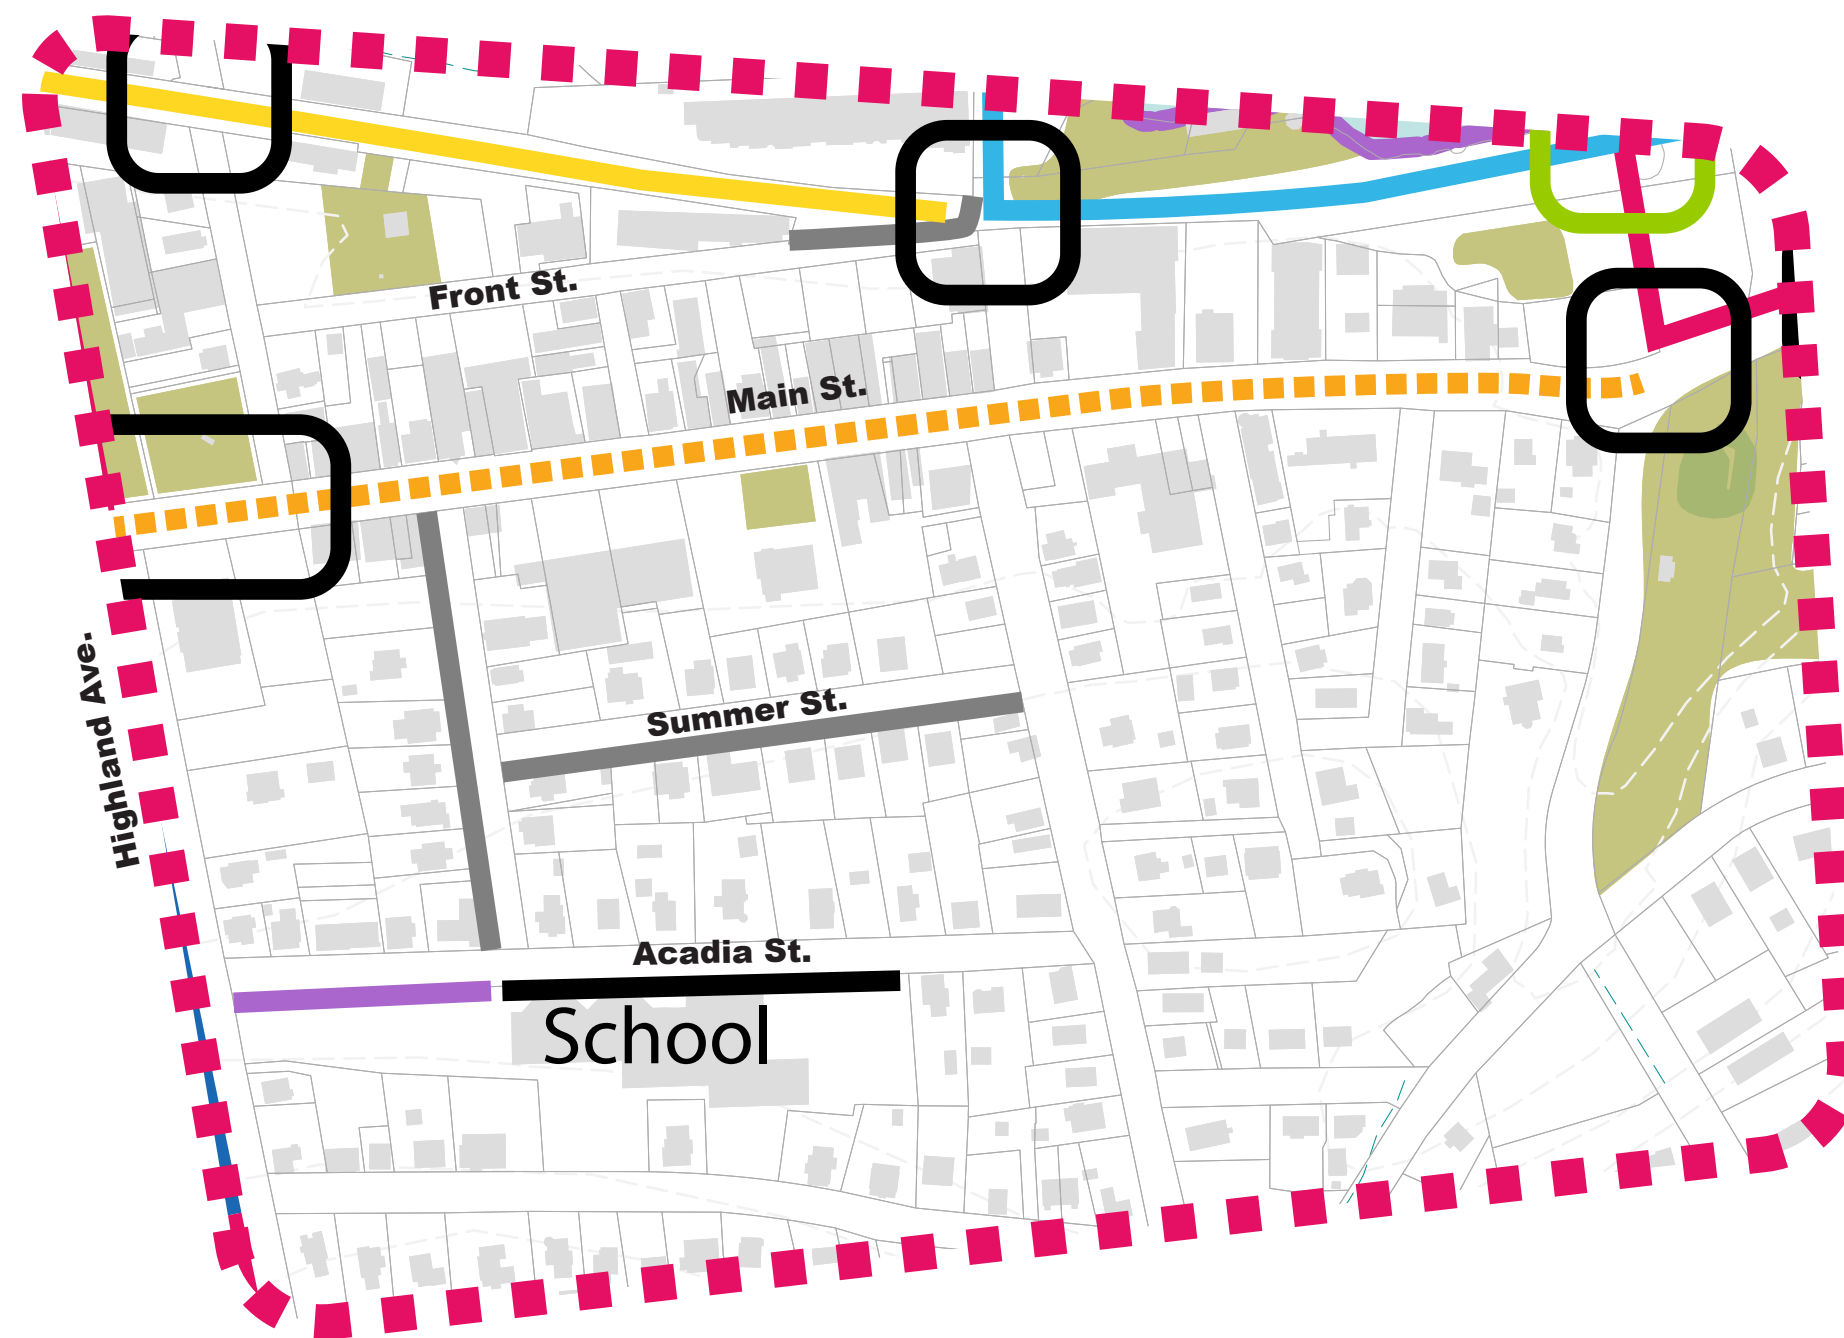 Front St.
Main St.
Highland Ave.
Summer St.
Acadia St.
School